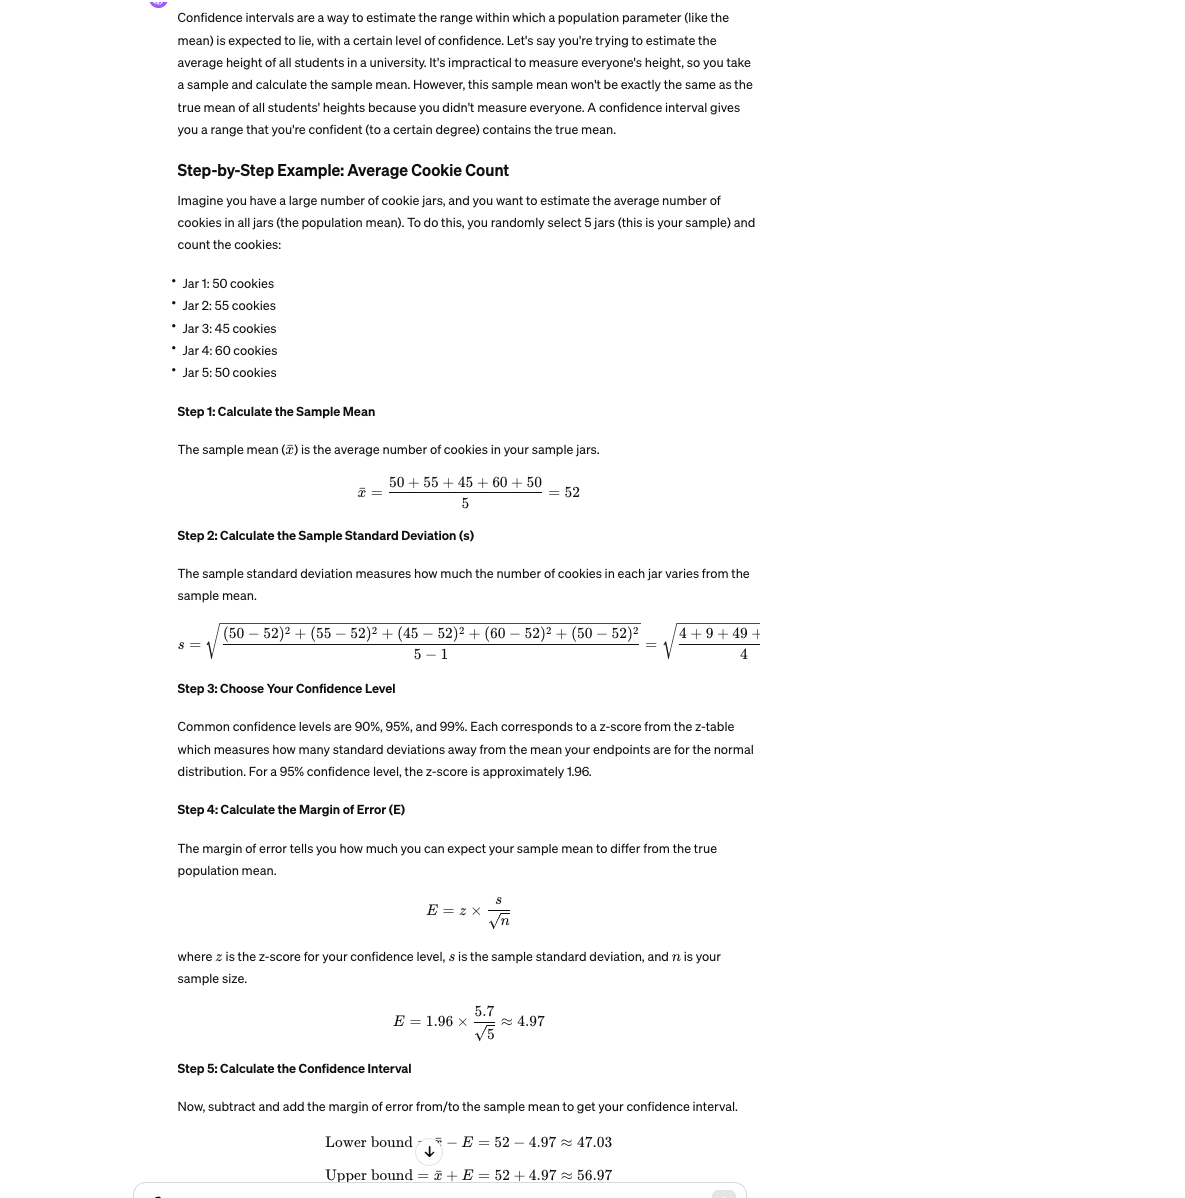 Confidence intervals are a way to estimate the range within which a population parameter (like the
mean) is expected to lie, with a certain level of confidence. Let's say you're trying to estimate the
average height of all students in a university. It's impractical to measure everyone's height, so you take
a sample and calculate the sample mean. However, this sample mean won't be exactly the same as the
true mean of all students' heights because you didn't measure everyone. A confidence interval gives
you a range that you're confident (to a certain degree) contains the true mean.
Step-by-Step Example: Average Cookie Count
Imagine you have a large number of cookie jars, and you want to estimate the average number of
cookies in all jars (the population mean). To do this, you randomly select 5 jars (this is your sample) and
count the cookies:
• Jar 1: 50 cookies
• Jar 2: 55 cookies
• Jar 3: 45 cookies
• Jar 4: 60 cookies
• Jar 5: 50 cookies
Step 1: Calculate the Sample Mean
The sample mean (x̄) is the average number of cookies in your sample jars.
x̄ = (50 + 55 + 45 + 60 + 50)/5 = 52
Step 2: Calculate the Sample Standard Deviation (s)
The sample standard deviation measures how much the number of cookies in each jar varies from the
sample mean.
s = √((50 − 52)² + (55 − 52)² + (45 − 52)² + (60 − 52)² + (50 − 52)²)/(5 − 1) = √(4 + 9 + 49 +)/4
Step 3: Choose Your Confidence Level
Common confidence levels are 90%, 95%, and 99%. Each corresponds to a z-score from the z-table
which measures how many standard deviations away from the mean your endpoints are for the normal
distribution. For a 95% confidence level, the z-score is approximately 1.96.
Step 4: Calculate the Margin of Error (E)
The margin of error tells you how much you can expect your sample mean to differ from the true
population mean.
E = z × s/√n
where z is the z-score for your confidence level, s is the sample standard deviation, and n is your
sample size.
E = 1.96 × 5.7/√5 ≈ 4.97
Step 5: Calculate the Confidence Interval
Now, subtract and add the margin of error from/to the sample mean to get your confidence interval.
Lower bound − E = 52 − 4.97 ≈ 47.03
Upper bound = x̄ + E = 52 + 4.97 ≈ 56.97